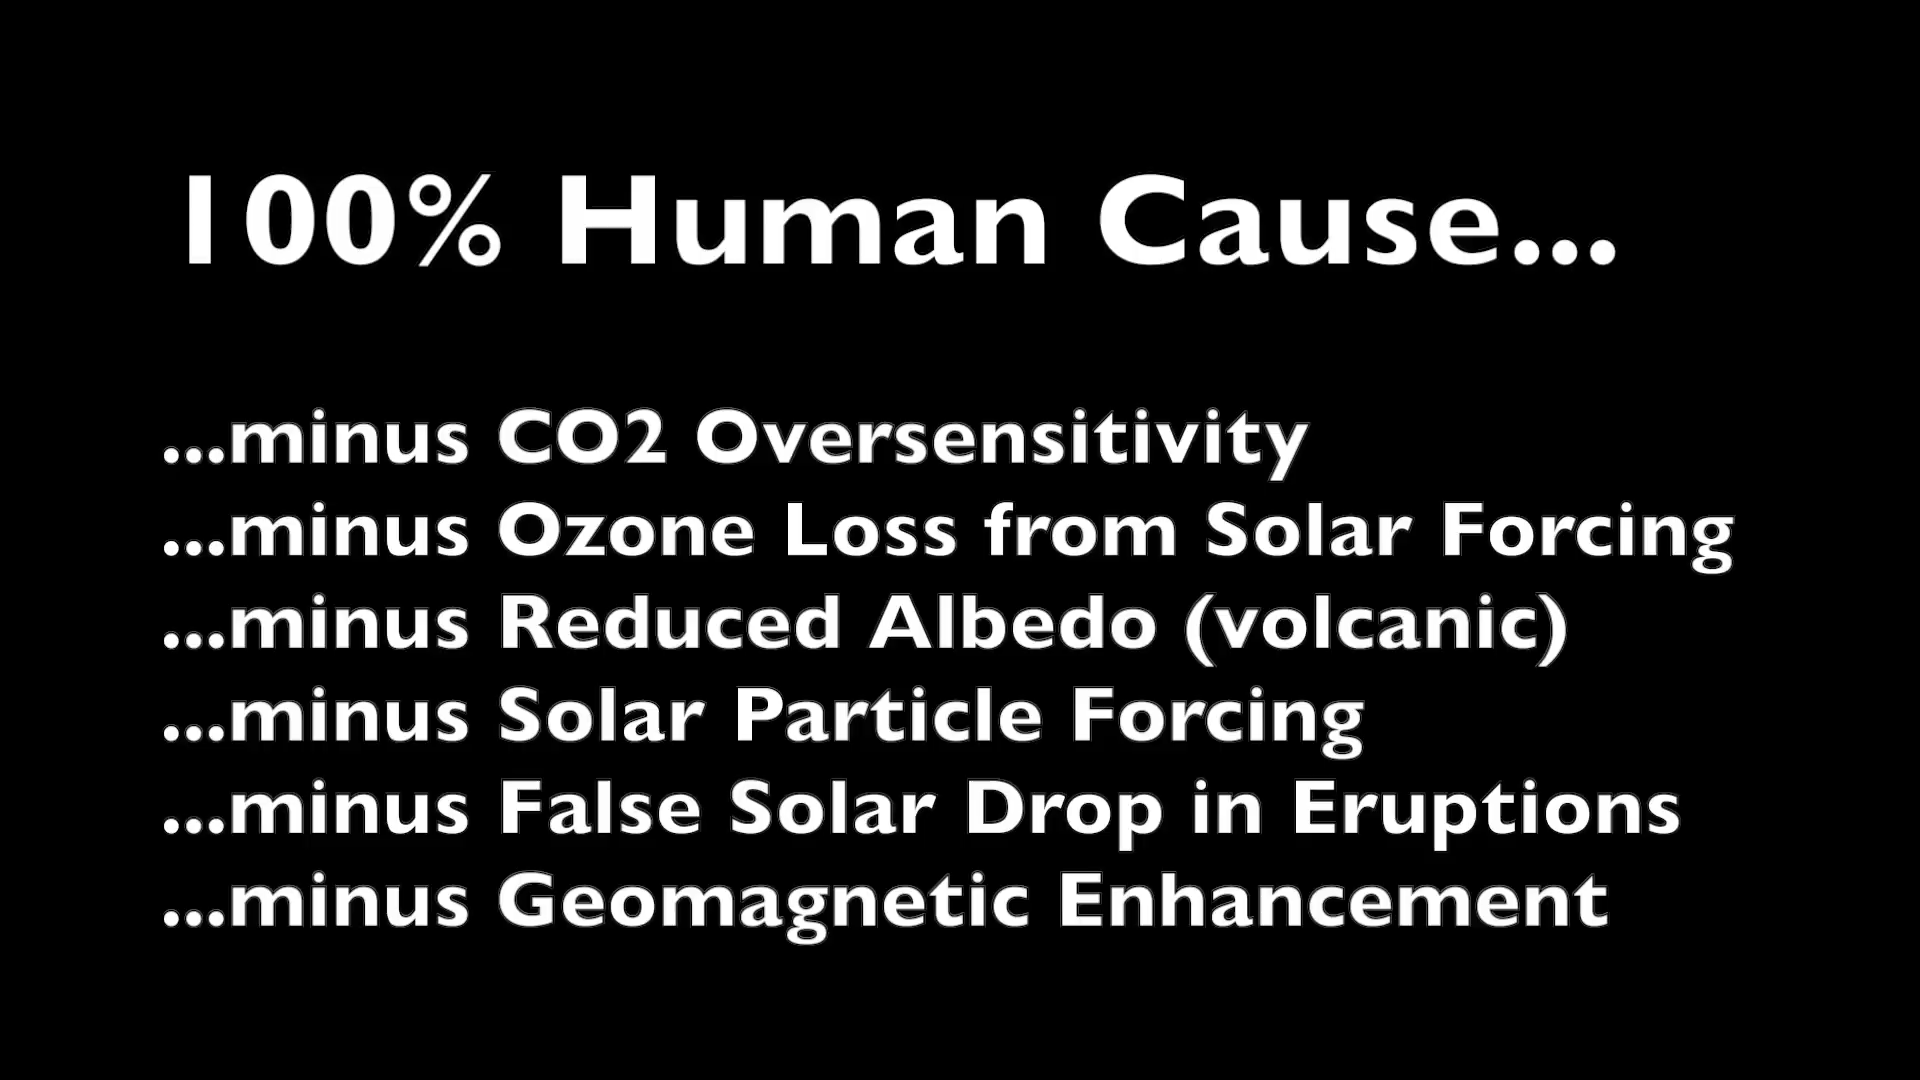 100% Human Cause...
...minus CO2 Oversensitivity
...minus Ozone Loss from Solar Forcing
...minus Reduced Albedo (volcanic)
...minus Solar Particle Forcing
...minus False Solar Drop in Eruptions
...minus Geomagnetic Enhancement